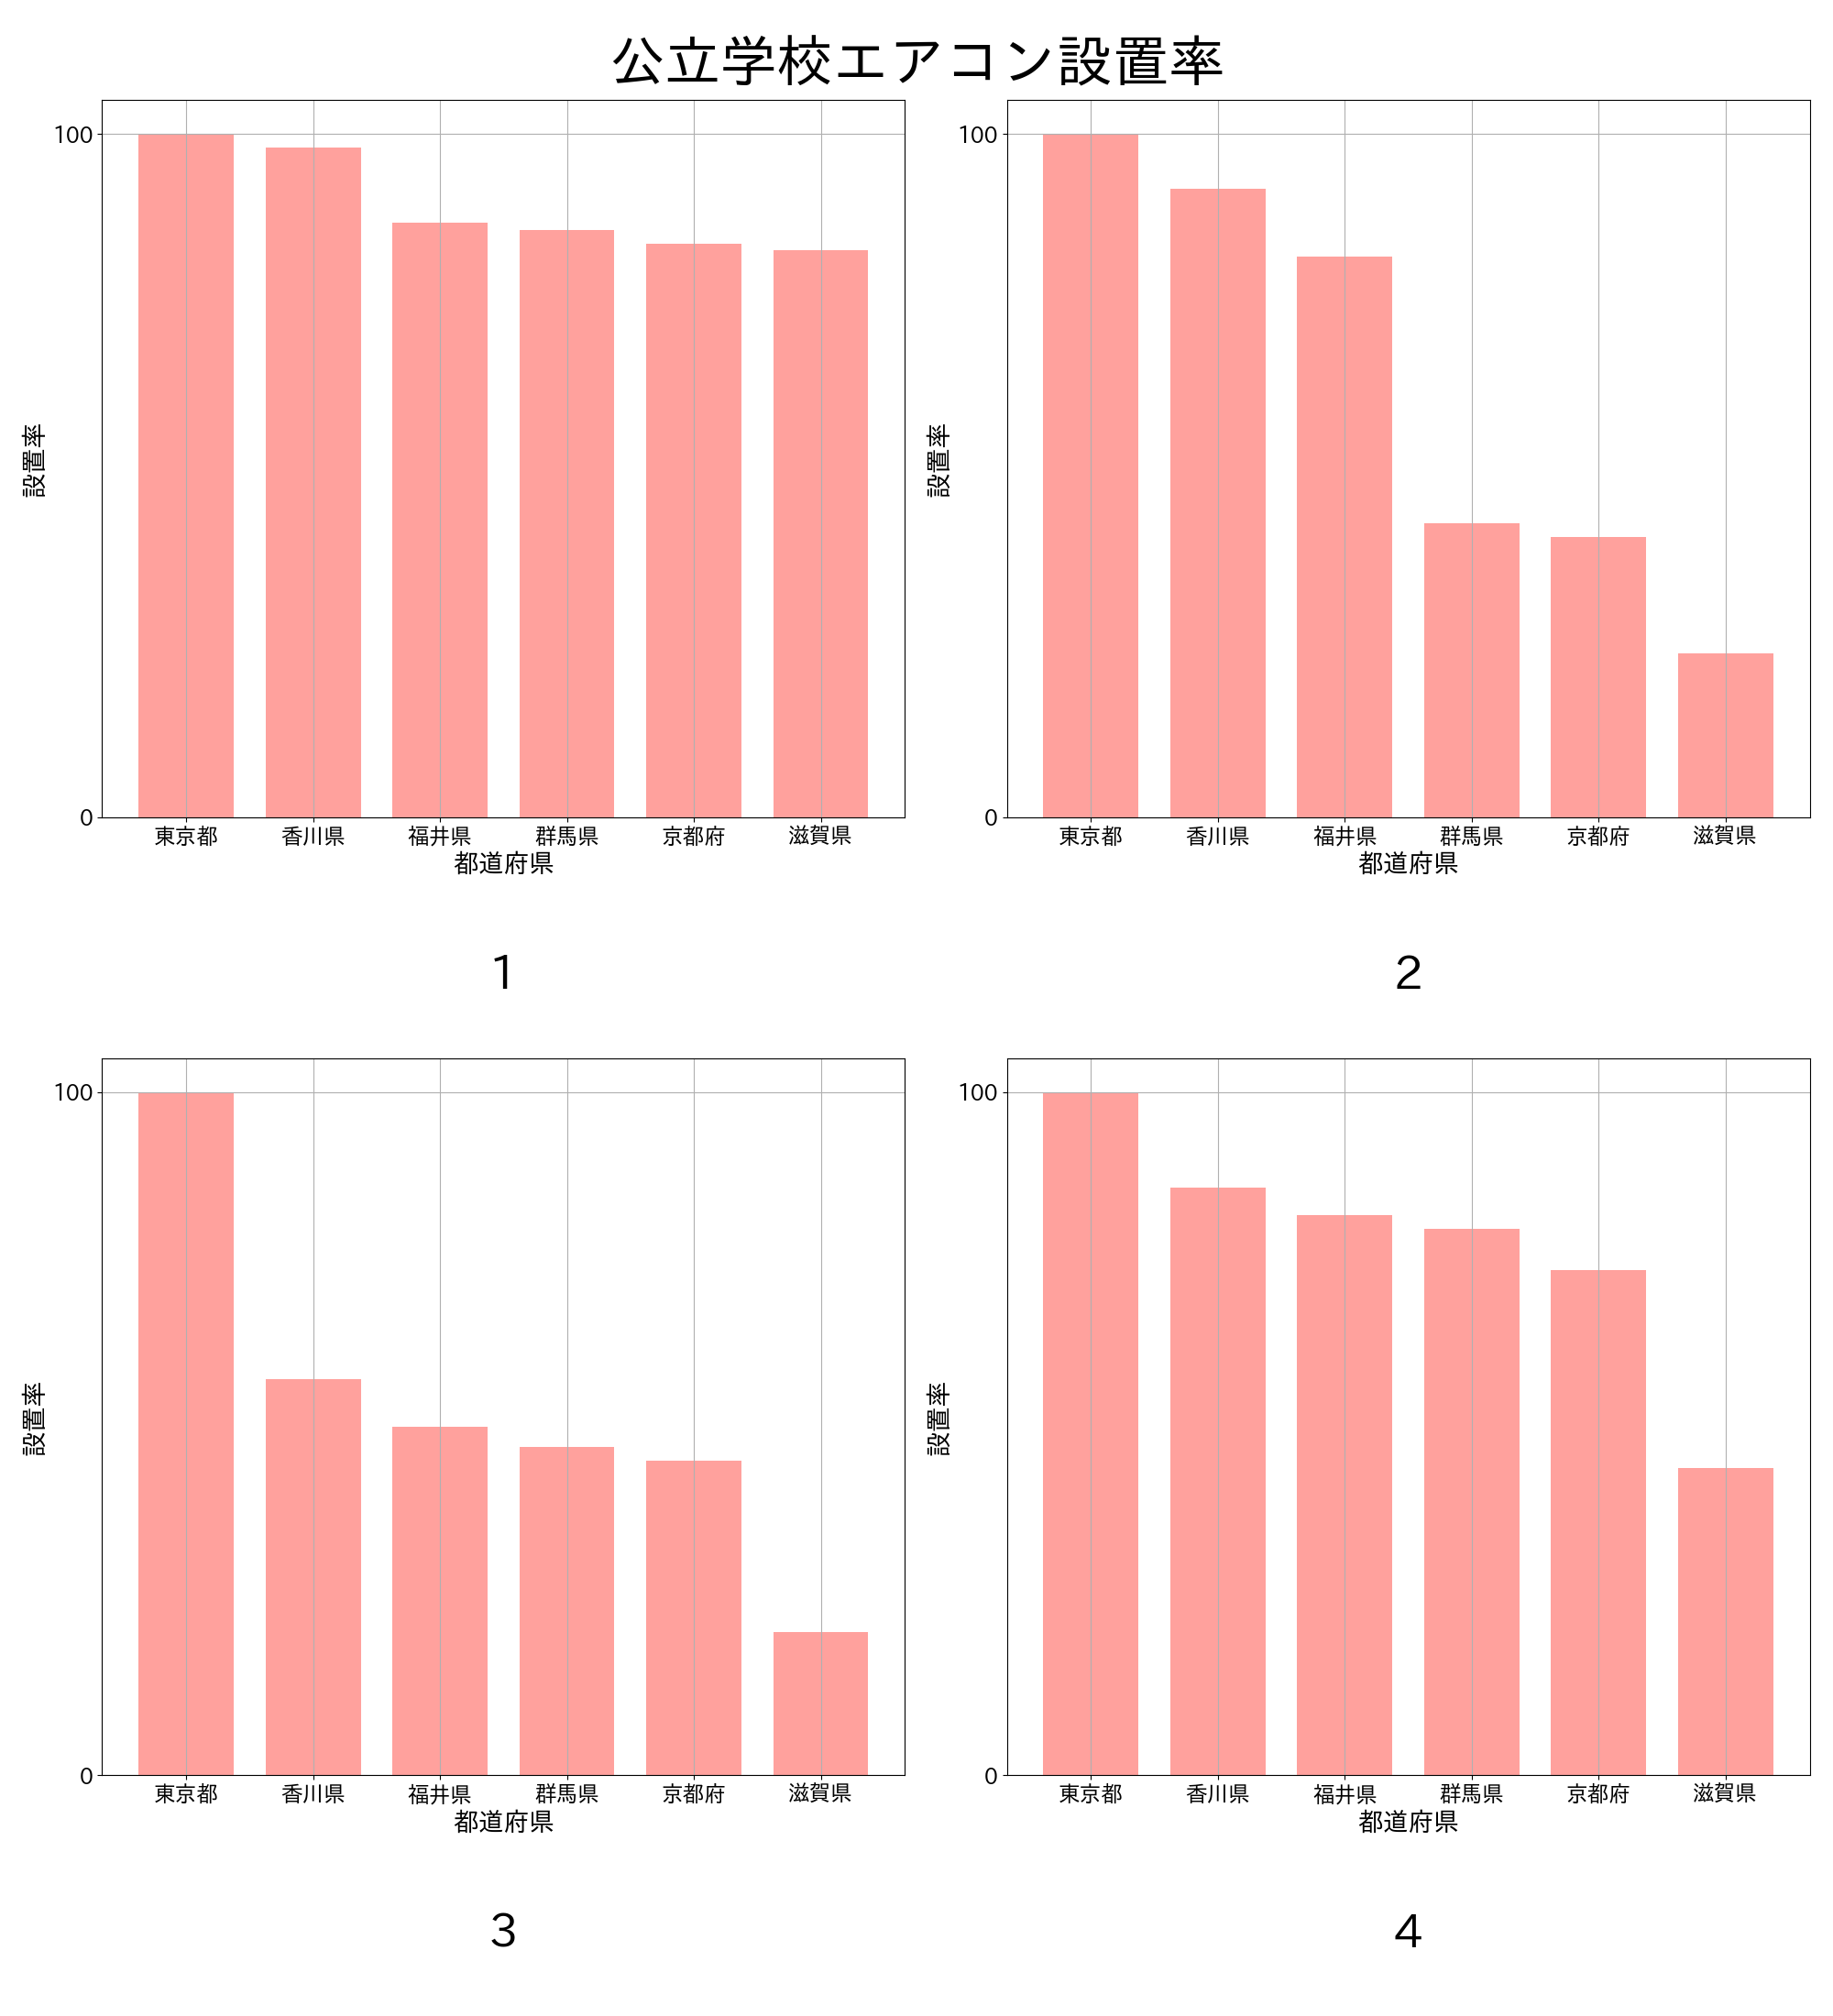 公立学校エアコン設置率
100
0
設置率
東京都 香川県 福井県 群馬県 京都府 滋賀県
都道府県
1
100
0
設置率
東京都 香川県 福井県 群馬県 京都府 滋賀県
都道府県
2
100
0
設置率
東京都 香川県 福井県 群馬県 京都府 滋賀県
都道府県
3
100
0
設置率
東京都 香川県 福井県 群馬県 京都府 滋賀県
都道府県
4